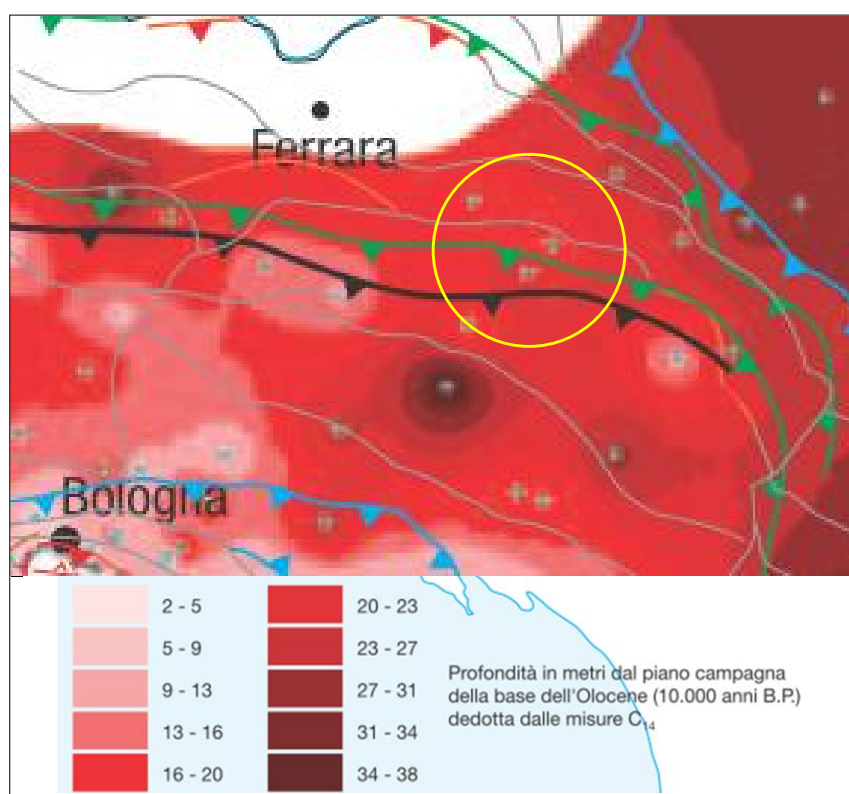 Ferrara
Bologna
2 - 5
5 - 9
9 - 13
13 - 16
16 - 20
20 - 23
23 - 27
27 - 31
31 - 34
34 - 38
Profondità in metri dal piano campagna
della base dell'Olocene (10.000 anni B.P.)
dedotta dalle misure C₁₄